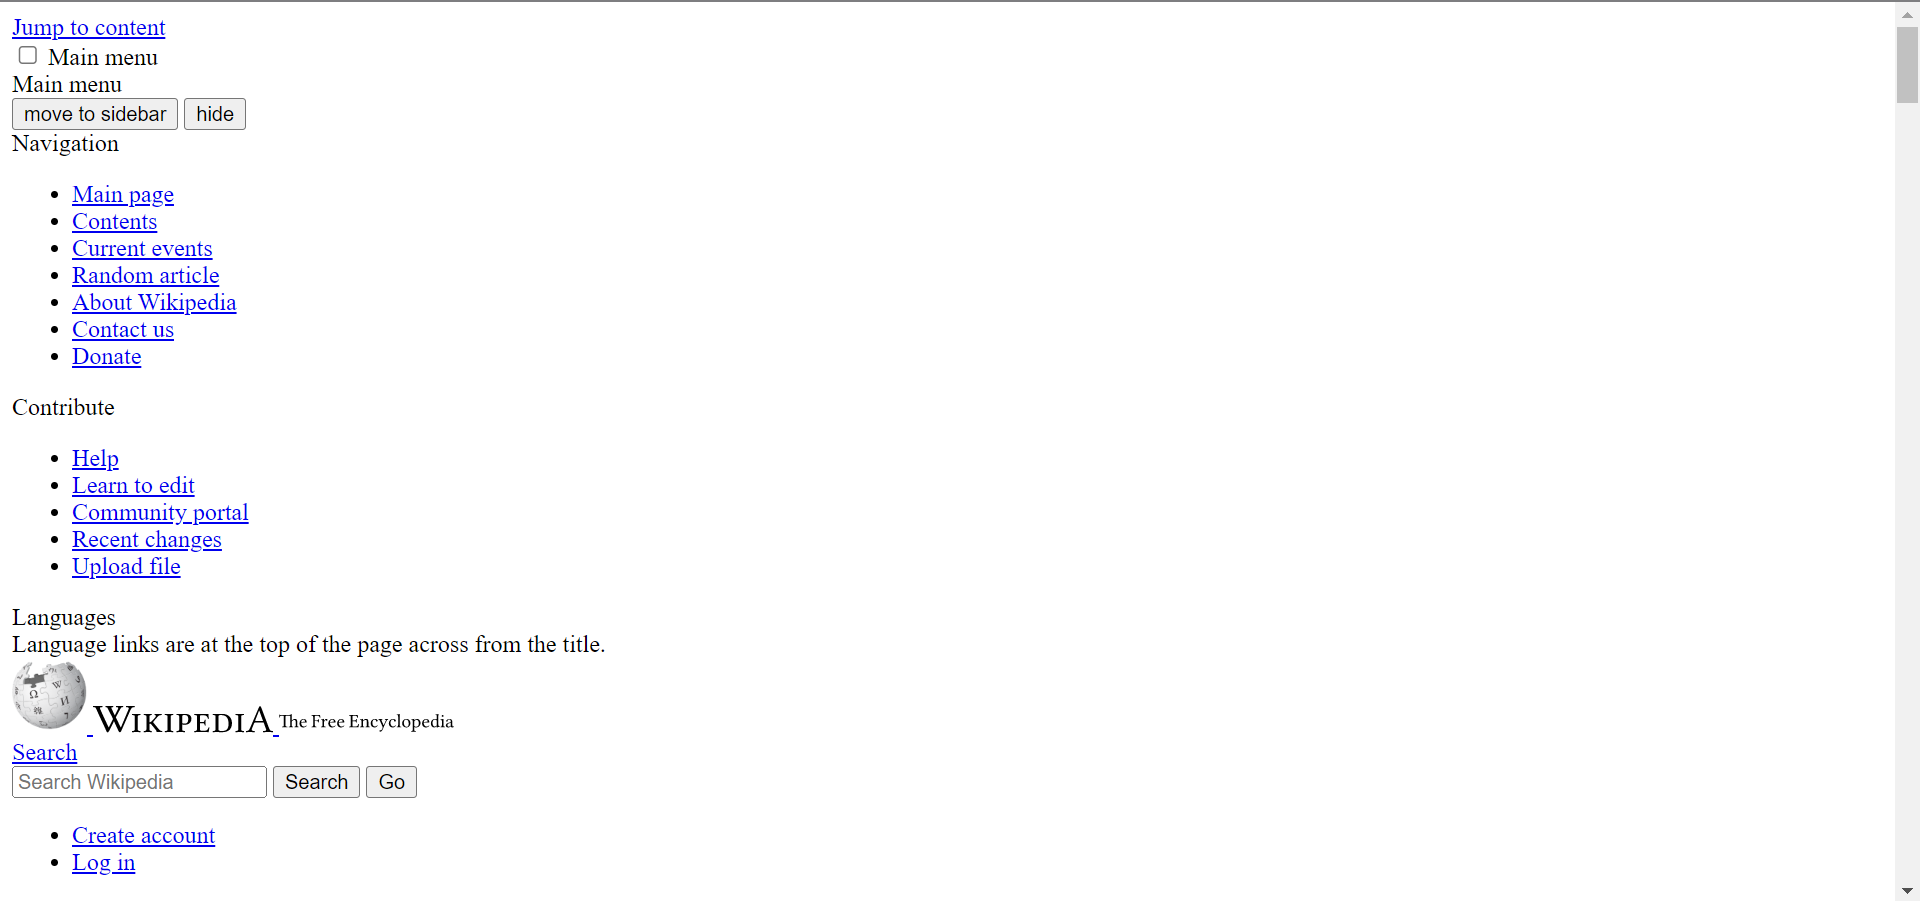 Jump to content
Main menu
Main menu
move to sidebar hide
Navigation
Main page
Contents
Current events
Random article
About Wikipedia
Contact us
Donate
Contribute
Help
Learn to edit
Community portal
Recent changes
Upload file
Languages
Language links are at the top of the page across from the title.
WIKIPEDIA The Free Encyclopedia
Search
Search Wikipedia Search Go
Create account
Log in